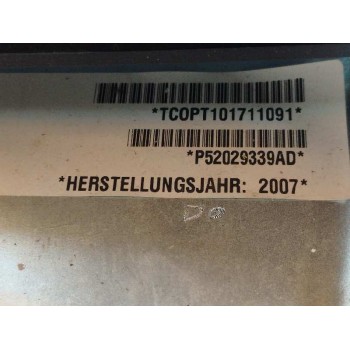 *TCOPT101711091*
*P52029339AD*
*HERSTELLUNGSJAHR: 2007*